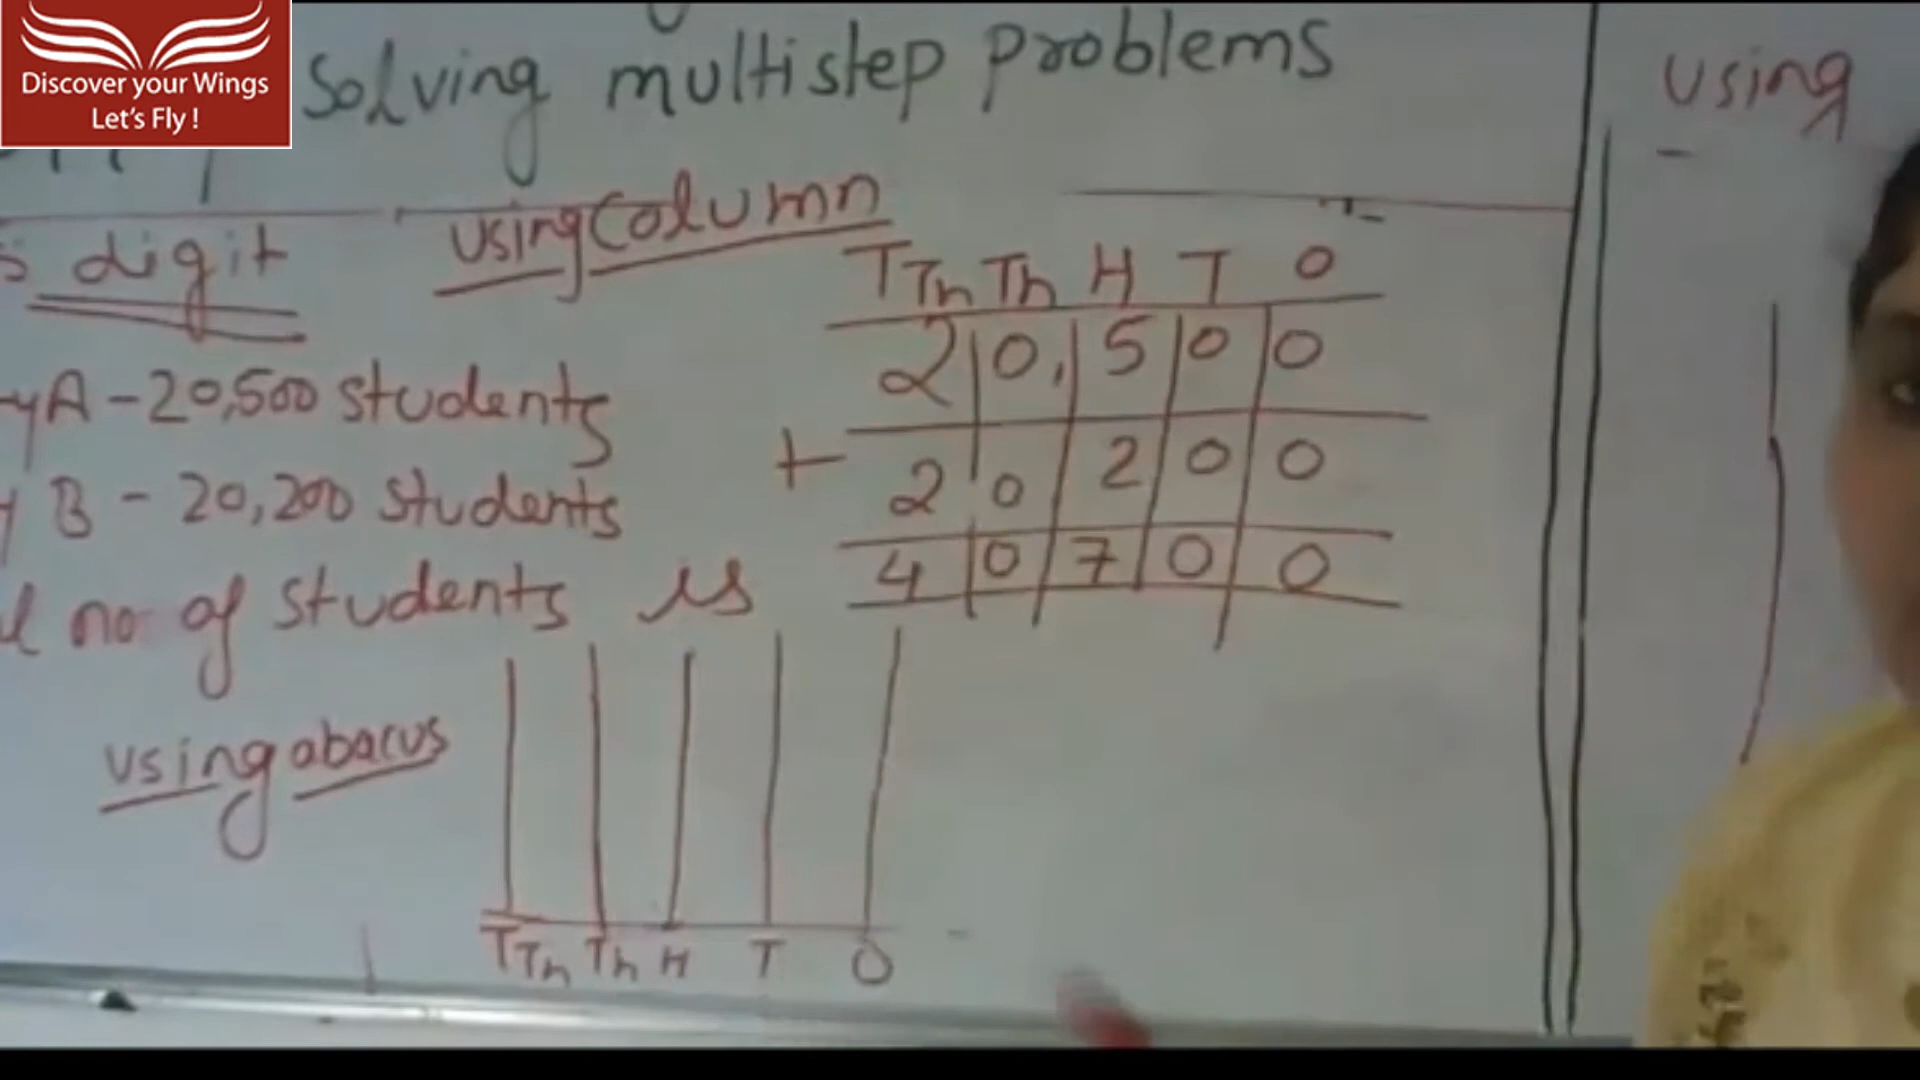 Discover your Wings
Let's Fly !
Solving multistep problems
using
digit
using Column
TTh Th H T O
2 0, 5 0 0
+ 2 0 2 0 0
4 0 7 0 0
y A - 20,500 students
y B - 20,200 students
l no of students is
using abacus
TTh Th H T O